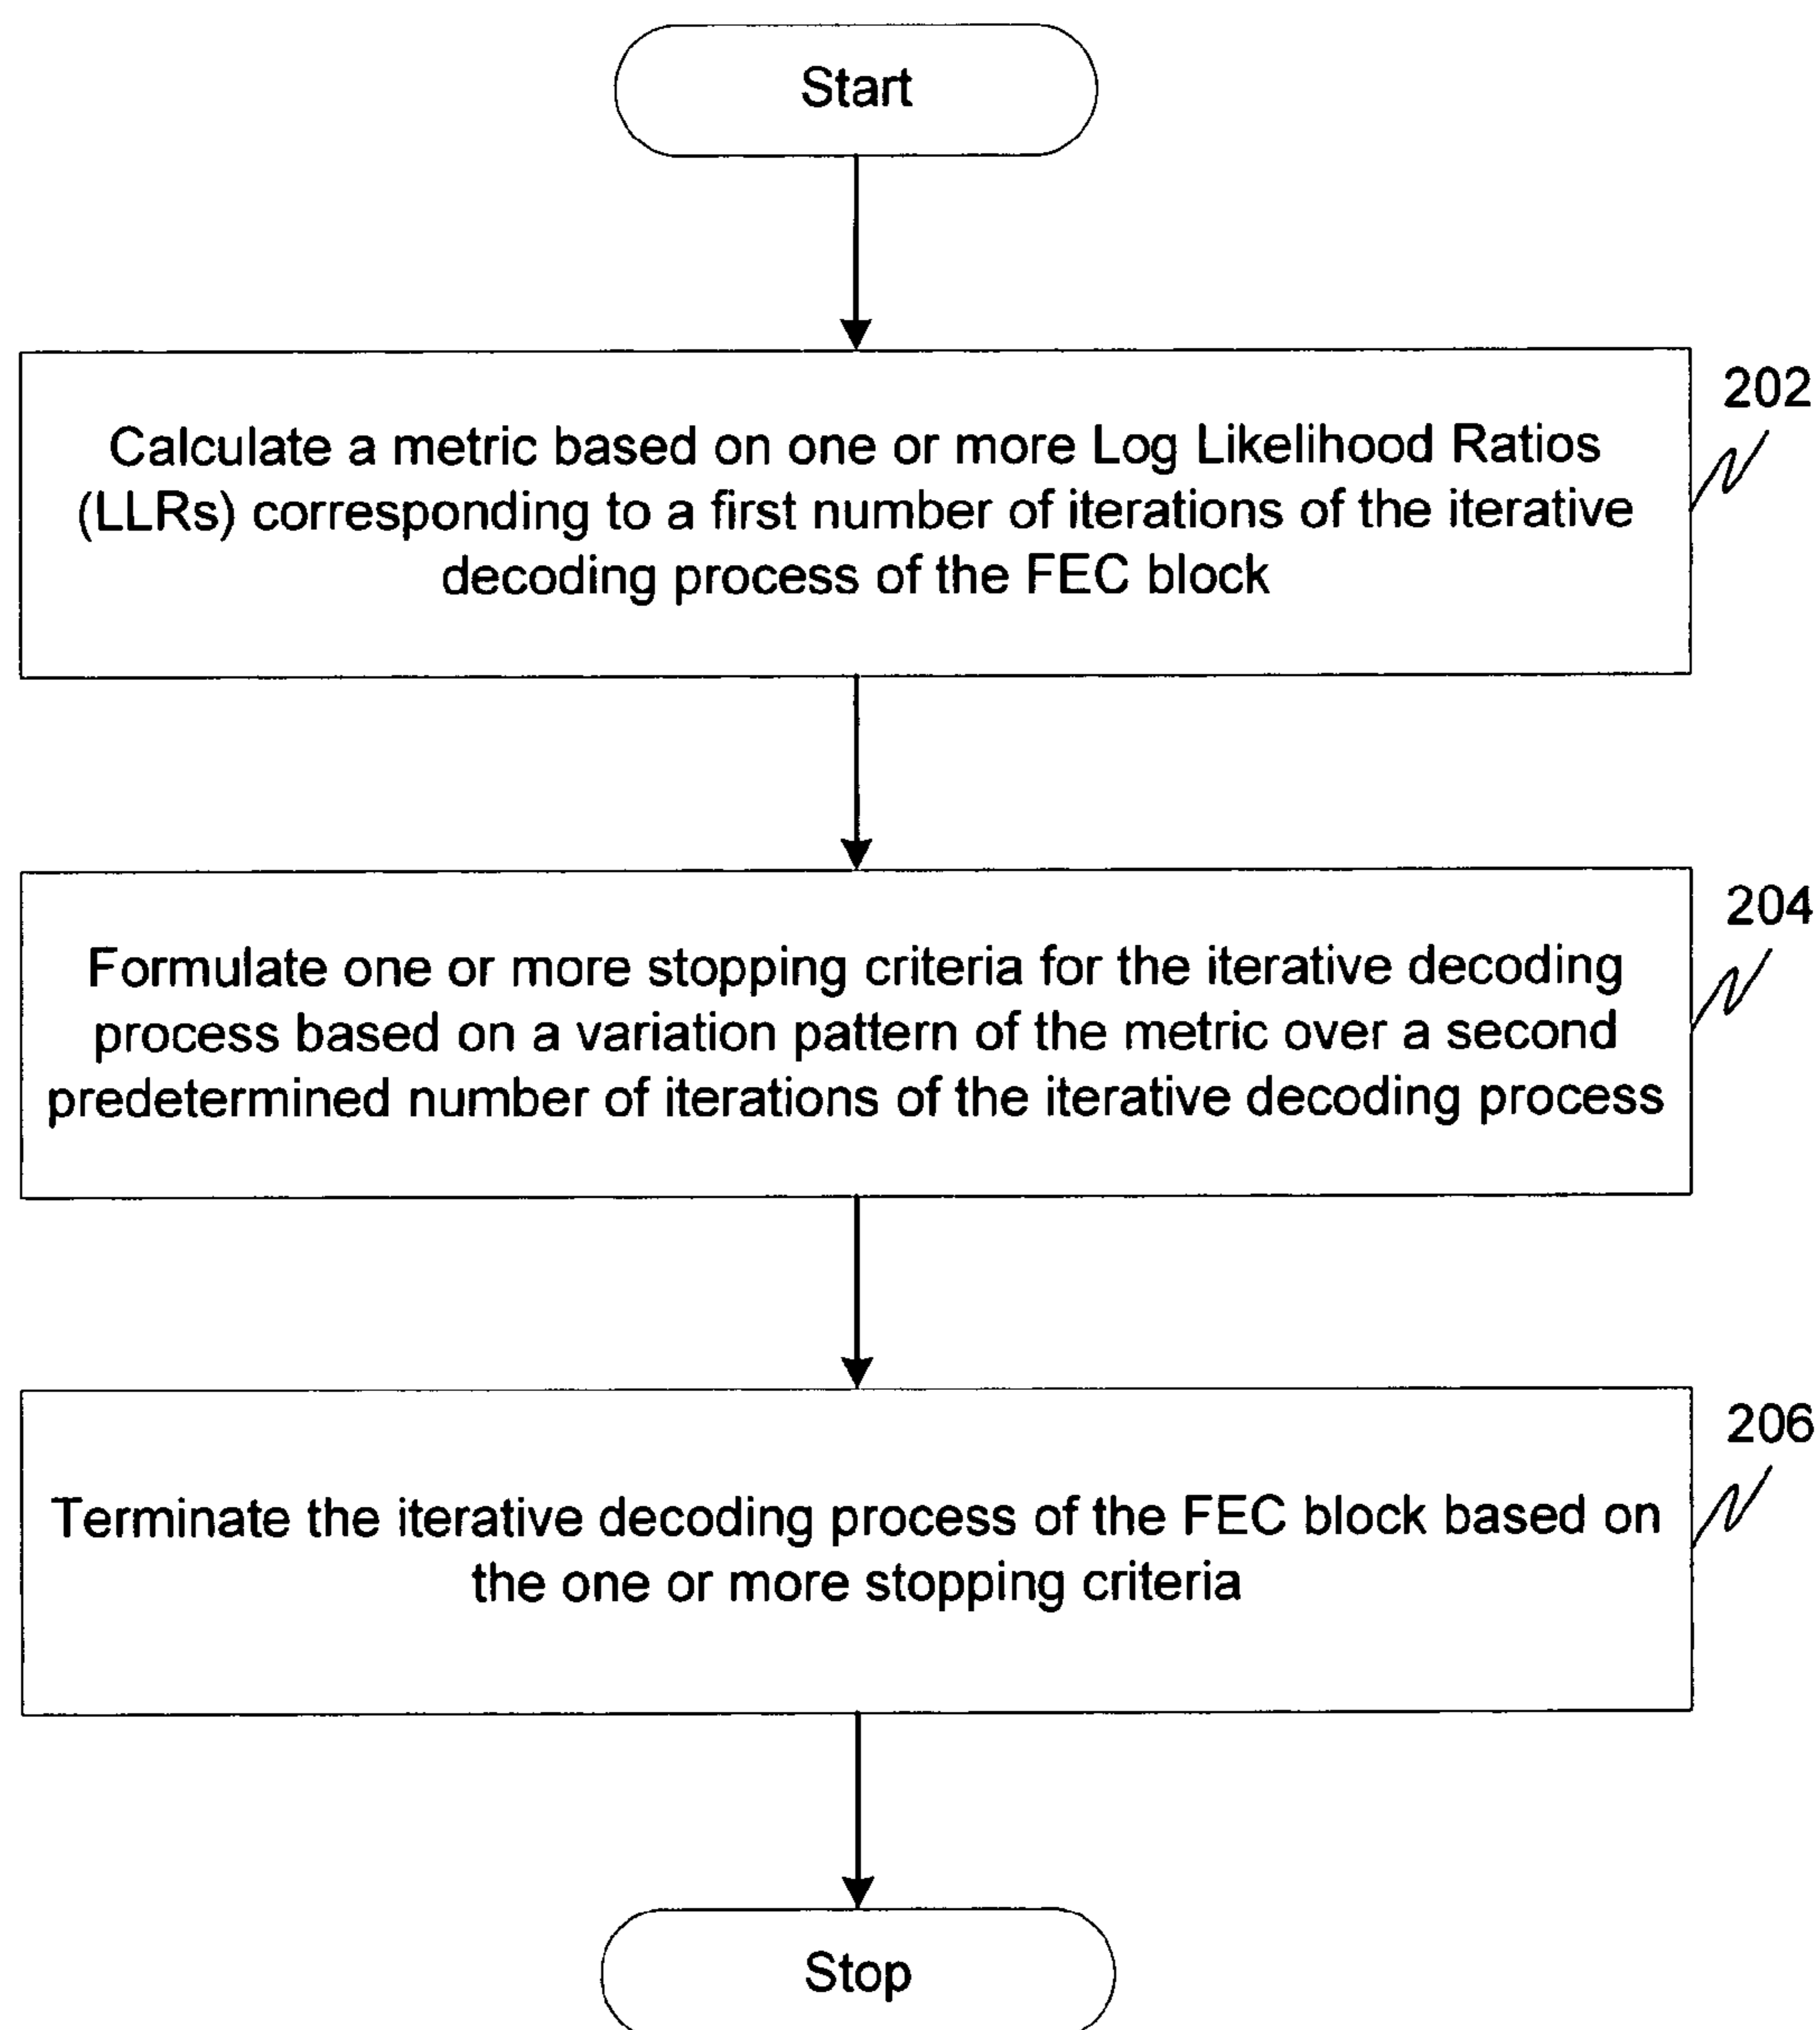 Start
202
Calculate a metric based on one or more Log Likelihood Ratios
(LLRs) corresponding to a first number of iterations of the iterative
decoding process of the FEC block
204
Formulate one or more stopping criteria for the iterative decoding
process based on a variation pattern of the metric over a second
predetermined number of iterations of the iterative decoding process
206
Terminate the iterative decoding process of the FEC block based on
the one or more stopping criteria
Stop